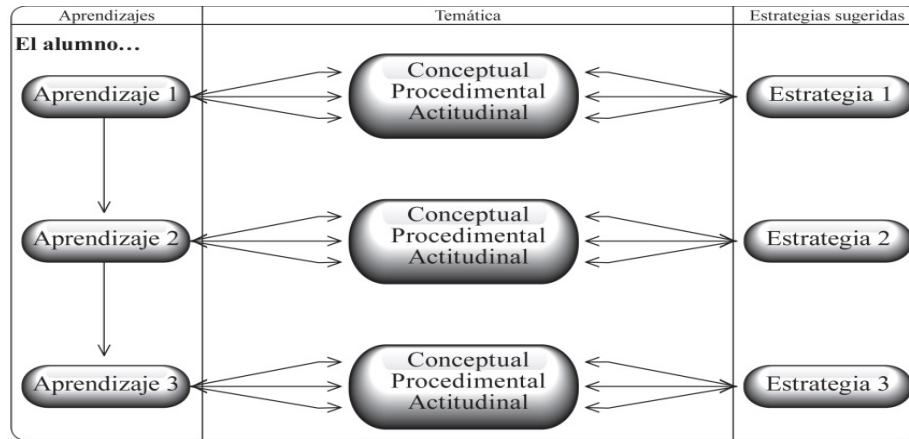 Aprendizajes
Temática
Estrategias sugeridas
El alumno…
Aprendizaje 1
Conceptual
Procedimental
Actitudinal
Estrategia 1
Aprendizaje 2
Conceptual
Procedimental
Actitudinal
Estrategia 2
Aprendizaje 3
Conceptual
Procedimental
Actitudinal
Estrategia 3